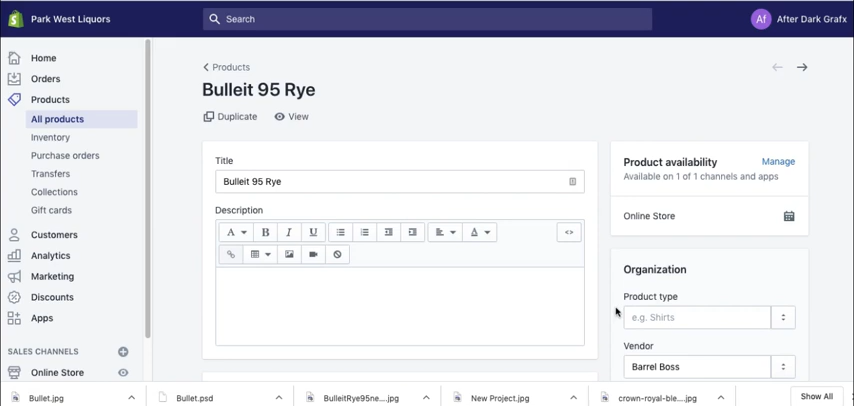 Park West Liquors
Search
Af After Dark Grafx
Home
Orders
Products
All products
Inventory
Purchase orders
Transfers
Collections
Gift cards
Customers
Analytics
Marketing
Discounts
Apps
SALES CHANNELS
Online Store
Products
Bulleit 95 Rye
Duplicate View
Title
Bulleit 95 Rye
Description
A B I U A <>
Product availability Manage
Available on 1 of 1 channels and apps
Online Store
Organization
Product type
e.g. Shirts
Vendor
Barrel Boss
Bullet.jpg Bullet.psd BulleitRye95ne....jpg New Project.jpg crown-royal-ble....jpg Show All